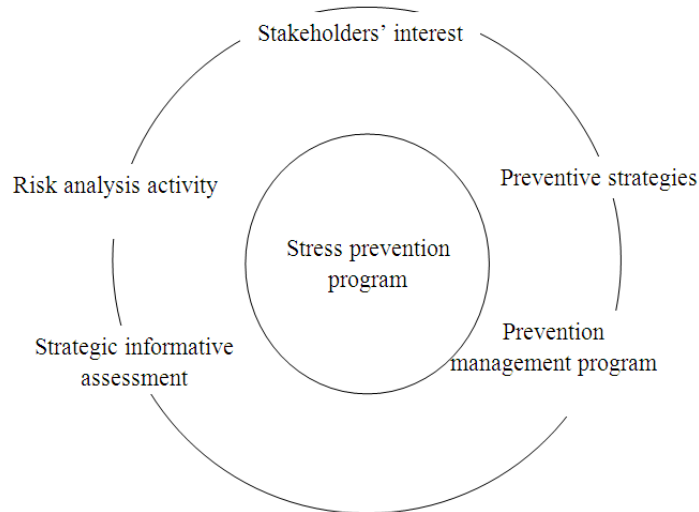 Stakeholders’ interest
Risk analysis activity
Preventive strategies
Stress prevention
program
Strategic informative
assessment
Prevention
management program